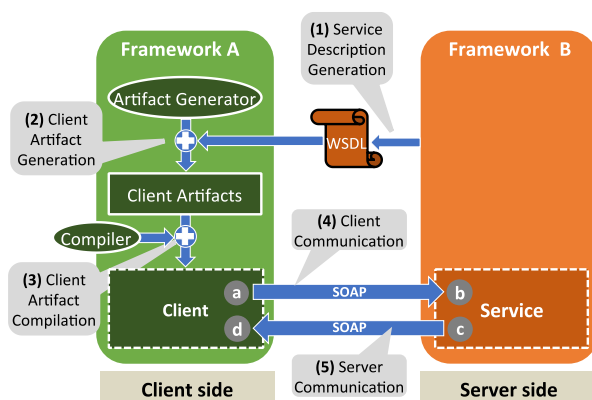 (1) Service
Description
Generation
Framework A
Framework B
Artifact Generator
(2) Client
Artifact
Generation
WSDL
Client Artifacts
Compiler
(4) Client
Communication
(3) Client
Artifact
Compilation
Client
a
SOAP
b
Service
d
SOAP
c
(5) Server
Communication
Client side
Server side